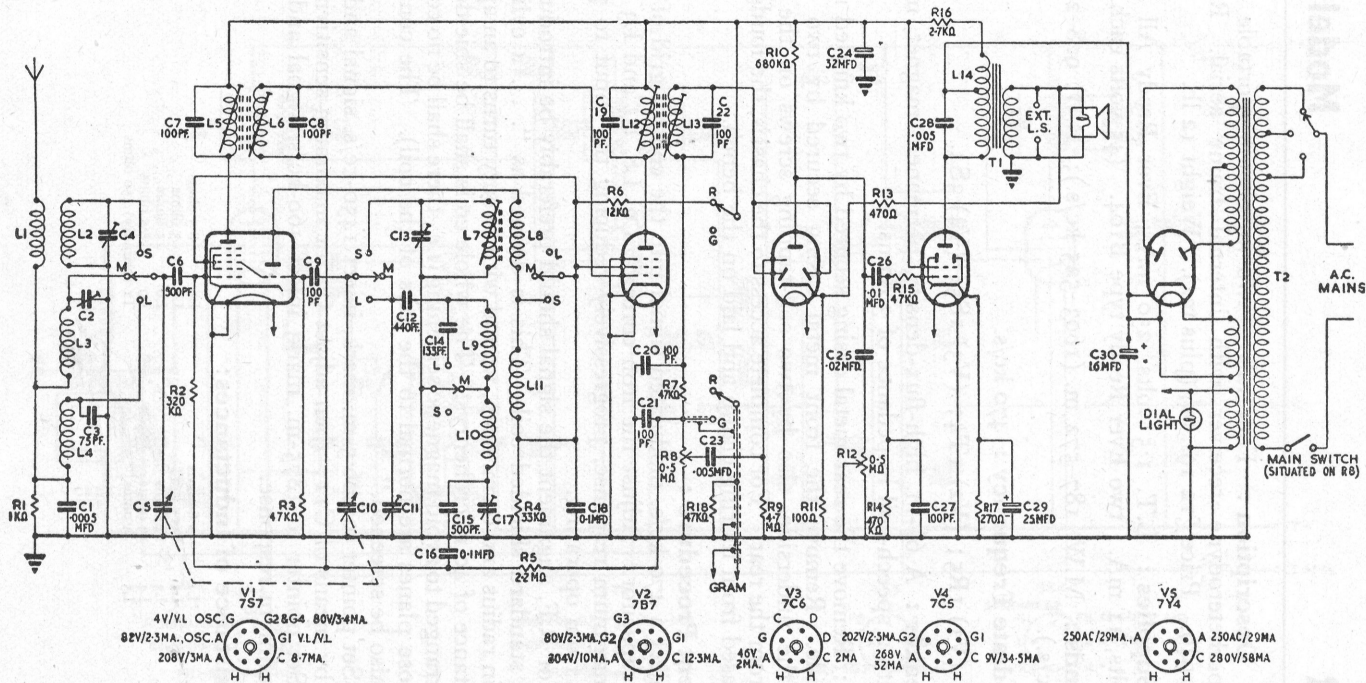 R16
2·7KΩ
R10
680KΩ
C24
32MFD
L14
C7
100PF.
L5
L6
C8
100PF
C
19
100
PF.
L12
L13
C
22
100
PF
C28
·005
MFD
EXT.
L.S.
T1
R6
12KΩ
R
G
R13
470Ω
L1
L2
C4
S
M
L
C6
500PF
C9
100
PF
C13
S
M
L
L7
L8
L
M
S
C26
·01
MFD
R15
47KΩ
T2
A.C.
MAINS
C2
L3
C12
440PF.
C14
133PF.
L
M
S
L9
L11
C20
100
PF.
C25
·02MFD.
C30
16MFD
R2
320
KΩ
R7
47KΩ
R
G
C3
75PF.
L4
L10
C21
100
PF
R8
0·5
MΩ
C23
·005MFD
R12
0·5
MΩ
DIAL
LIGHT
MAIN SWITCH
(SITUATED ON R8)
R1
1KΩ
C1
·0005
MFD
C5
R3
47KΩ
C10
C11
C15
500PF.
C17
R4
33KΩ
C18
0·1MFD
R18
47KΩ
R9
4·7
MΩ
R11
100Ω
R14
470
KΩ
C27
100PF.
R17
270Ω
C29
25MFD
C16
0·1MFD
R5
2·2MΩ
GRAM
V1
7S7
V2
7B7
V3
7C6
V4
7C5
V5
7Y4
4V/V.L OSC.G
G2&G4 80V/3·4MA.
82V/2·3MA.,OSC.A
G1 V.L/V.L
208V/3MA. A
C 8·7MA.
H
H
G3
80V/2·3MA.,G2
G1
204V/10MA., A
C 12·3MA.
H
H
C
D
G
D
46V.
2MA.
A
C 2MA
H
H
202V/2·5MA.,G2
G1
268V
32MA
A
C
9V/34·5MA
H
H
250AC/29MA., A
A 250AC/29MA
C 280V/58MA
H
H